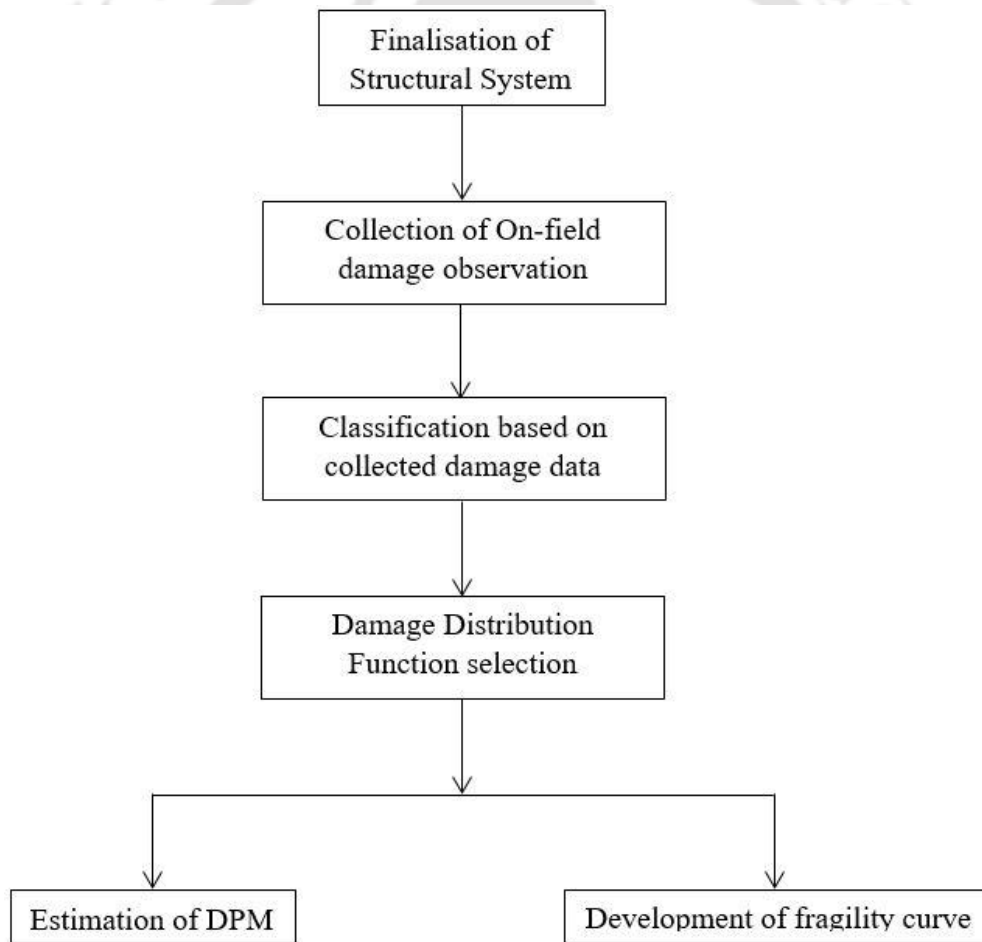 Finalisation of
Structural System
Collection of On-field
damage observation
Classification based on
collected damage data
Damage Distribution
Function selection
Estimation of DPM
Development of fragility curve